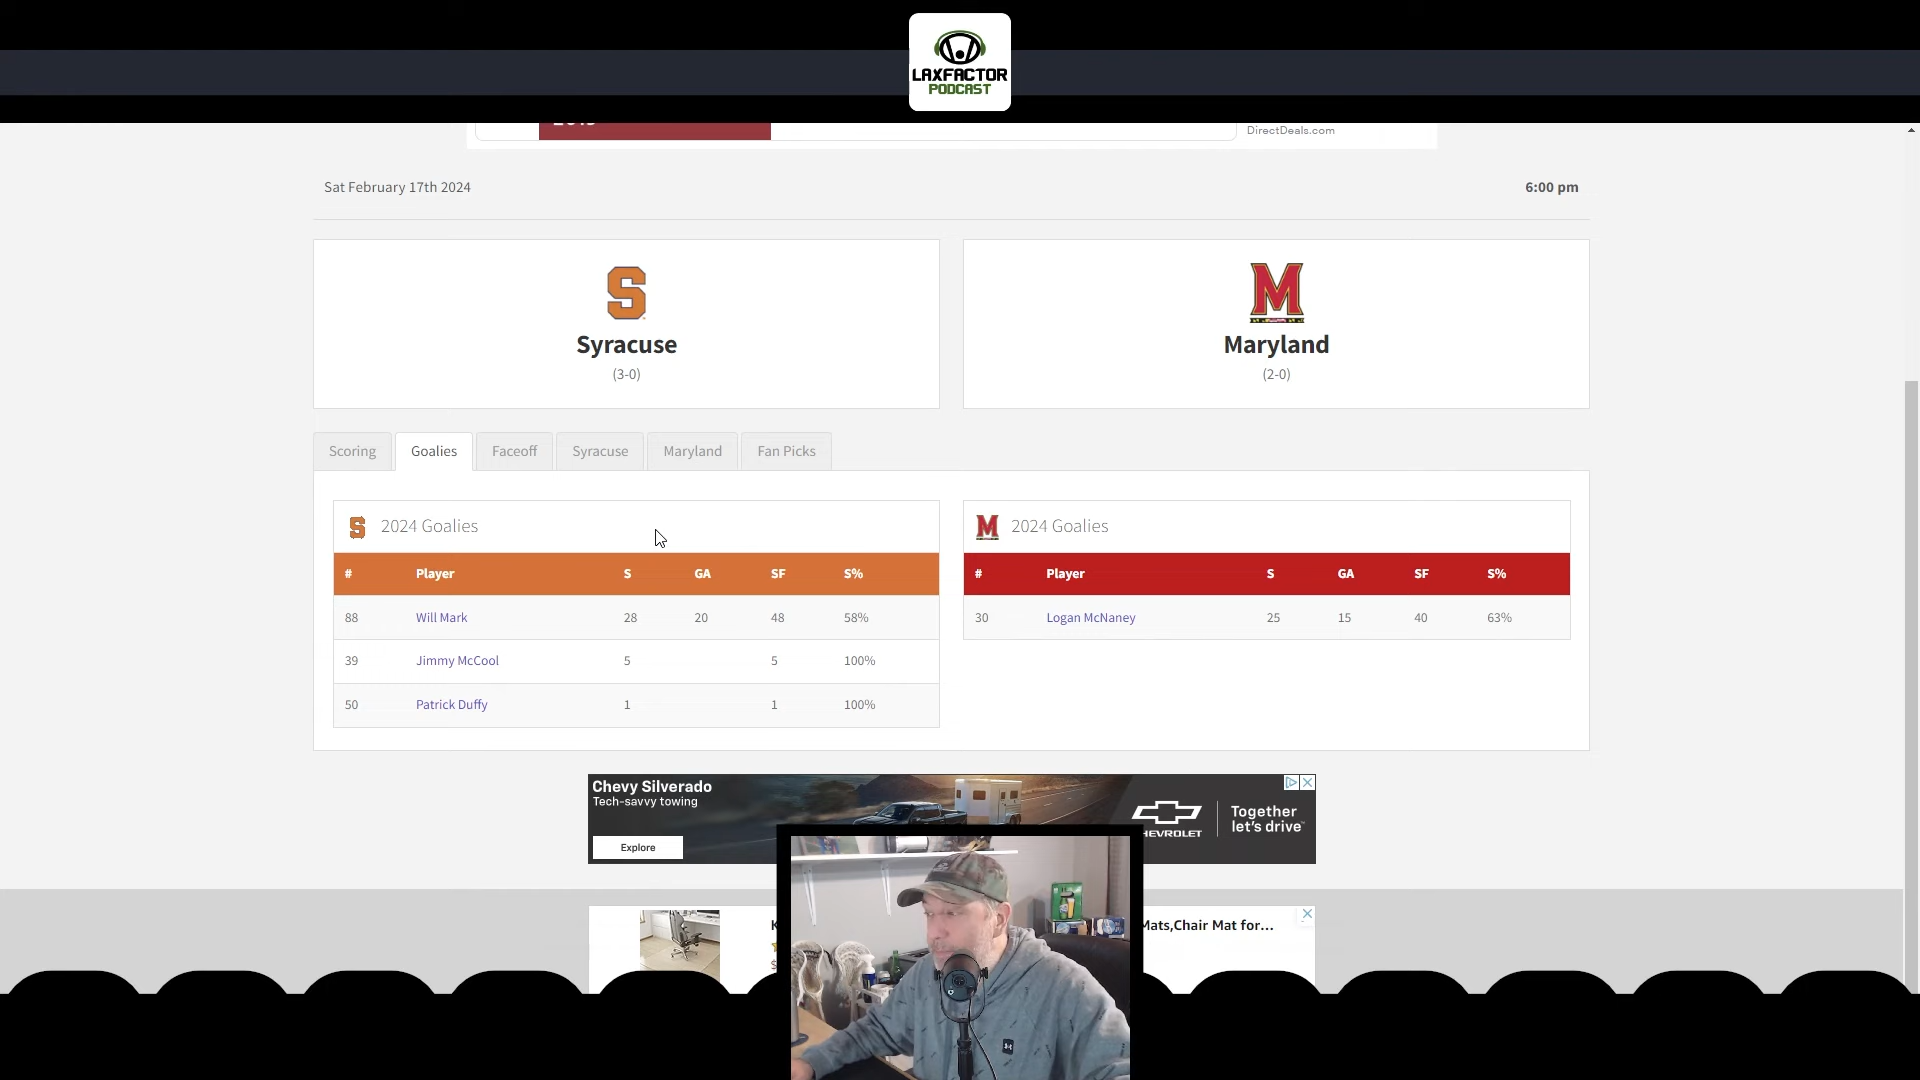 LAXFACTOR
PODCAST
DirectDeals.com
Sat February 17th 2024
6:00 pm
Syracuse
(3-0)
Maryland
(2-0)
Scoring Goalies Faceoff Syracuse Maryland Fan Picks
2024 Goalies
# Player S GA SF S%
88 Will Mark 28 20 48 58%
39 Jimmy McCool 5 5 100%
50 Patrick Duffy 1 1 100%
2024 Goalies
# Player S GA SF S%
30 Logan McNaney 25 15 40 63%
Chevy Silverado
Tech-savvy towing
Explore
HEVROLET
Together
let's drive
K
Mats,Chair Mat for...